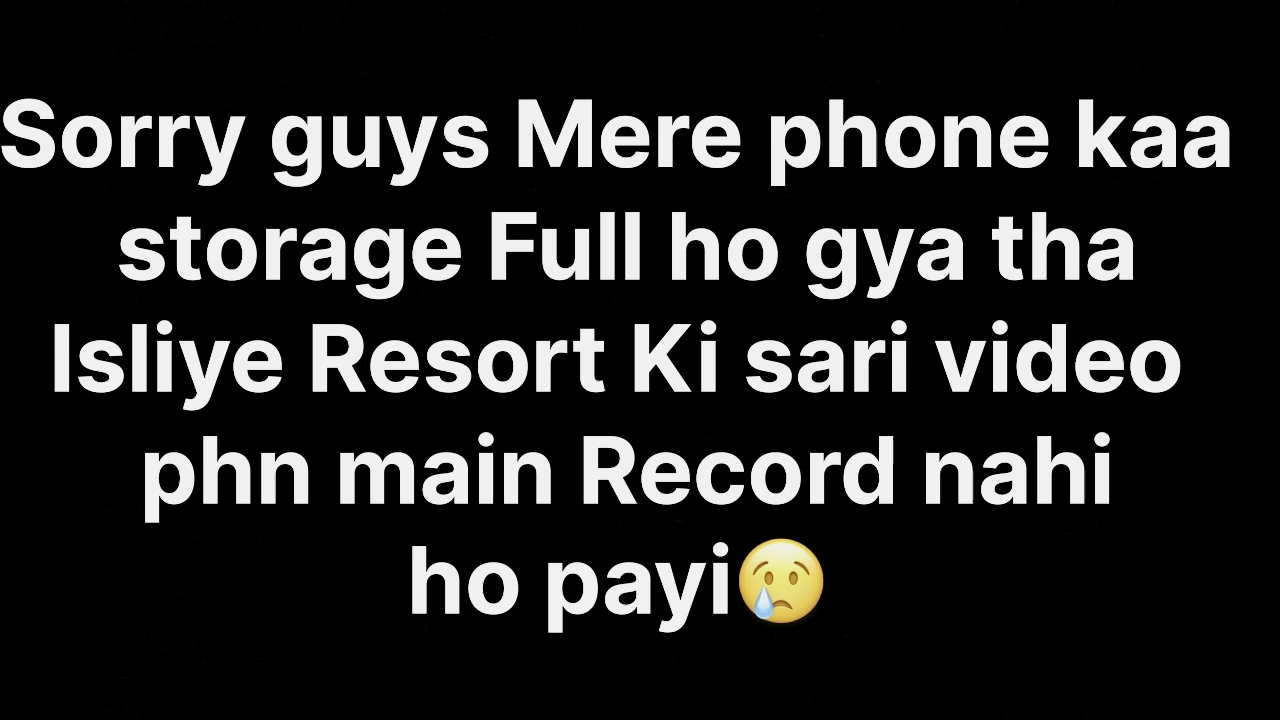 Sorry guys Mere phone kaa
storage Full ho gya tha
Isliye Resort Ki sari video
phn main Record nahi
ho payi😢